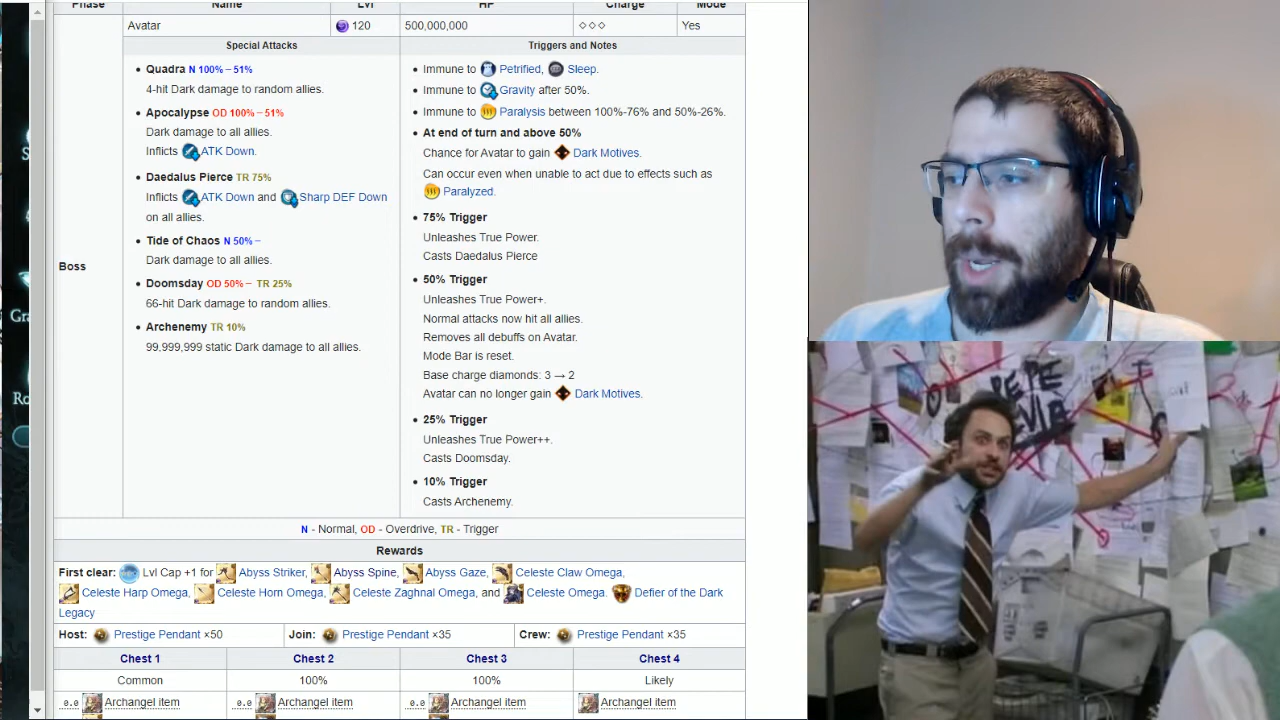 Phase Name Lvl HP Charge Mode
Avatar 120 500,000,000 Yes
Special Attacks Triggers and Notes
Boss
Quadra N 100% – 51%
4-hit Dark damage to random allies.
Apocalypse OD 100% – 51%
Dark damage to all allies.
Inflicts ATK Down.
Daedalus Pierce TR 75%
Inflicts ATK Down and Sharp DEF Down
on all allies.
Tide of Chaos N 50% –
Dark damage to all allies.
Doomsday OD 50% – TR 25%
66-hit Dark damage to random allies.
Archenemy TR 10%
99,999,999 static Dark damage to all allies.
Immune to Petrified, Sleep.
Immune to Gravity after 50%.
Immune to Paralysis between 100%-76% and 50%-26%.
At end of turn and above 50%
Chance for Avatar to gain Dark Motives.
Can occur even when unable to act due to effects such as
Paralyzed.
75% Trigger
Unleashes True Power.
Casts Daedalus Pierce
50% Trigger
Unleashes True Power+.
Normal attacks now hit all allies.
Removes all debuffs on Avatar.
Mode Bar is reset.
Base charge diamonds: 3 → 2
Avatar can no longer gain Dark Motives.
25% Trigger
Unleashes True Power++.
Casts Doomsday.
10% Trigger
Casts Archenemy.
N - Normal, OD - Overdrive, TR - Trigger
Rewards
First clear: Lvl Cap +1 for Abyss Striker, Abyss Spine, Abyss Gaze, Celeste Claw Omega,
Celeste Harp Omega, Celeste Horn Omega, Celeste Zaghnal Omega, and Celeste Omega. Defier of the Dark
Legacy
Host: Prestige Pendant ×50 Join: Prestige Pendant ×35 Crew: Prestige Pendant ×35
Chest 1 Chest 2 Chest 3 Chest 4
Common 100% 100% Likely
0.0 Archangel item 0.0 Archangel item 0.0 Archangel item Archangel item
PEPE